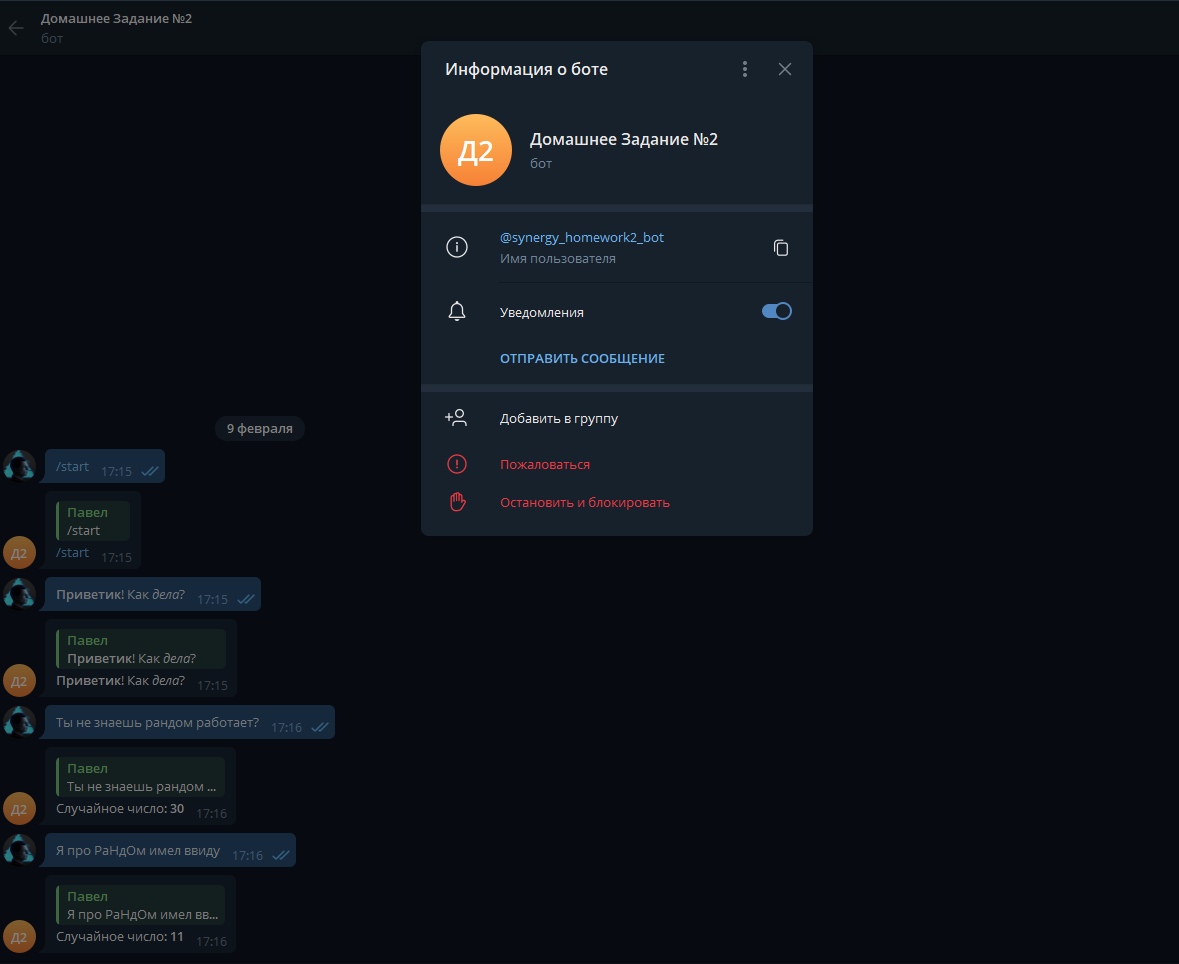 Домашнее Задание №2
бот
Информация о боте
Д2
Домашнее Задание №2
бот
@synergy_homework2_bot
Имя пользователя
Уведомления
ОТПРАВИТЬ СООБЩЕНИЕ
Добавить в группу
Пожаловаться
Остановить и блокировать
9 февраля
/start 17:15
Павел
/start
/start 17:15
Д2
Приветик! Как дела? 17:15
Павел
Приветик! Как дела?
Приветик! Как дела? 17:15
Д2
Ты не знаешь рандом работает? 17:16
Павел
Ты не знаешь рандом ...
Случайное число: 30 17:16
Д2
Я про РаНдОм имел ввиду 17:16
Павел
Я про РаНдОм имел вв...
Случайное число: 11 17:16
Д2